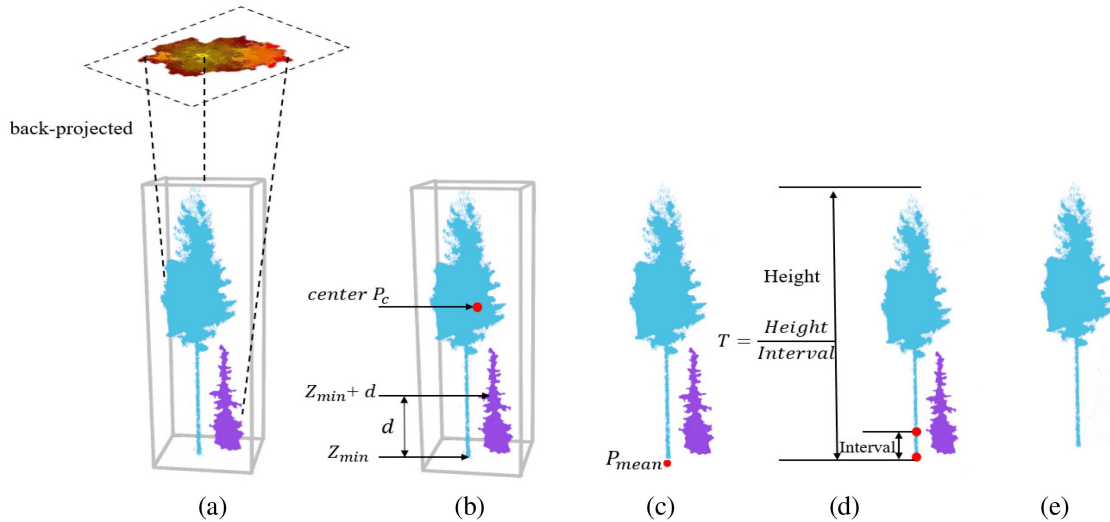 back-projected
center P_c
Z_min + d
d
Z_min
P_mean
Height
T = Height / Interval
Interval
(a)
(b)
(c)
(d)
(e)